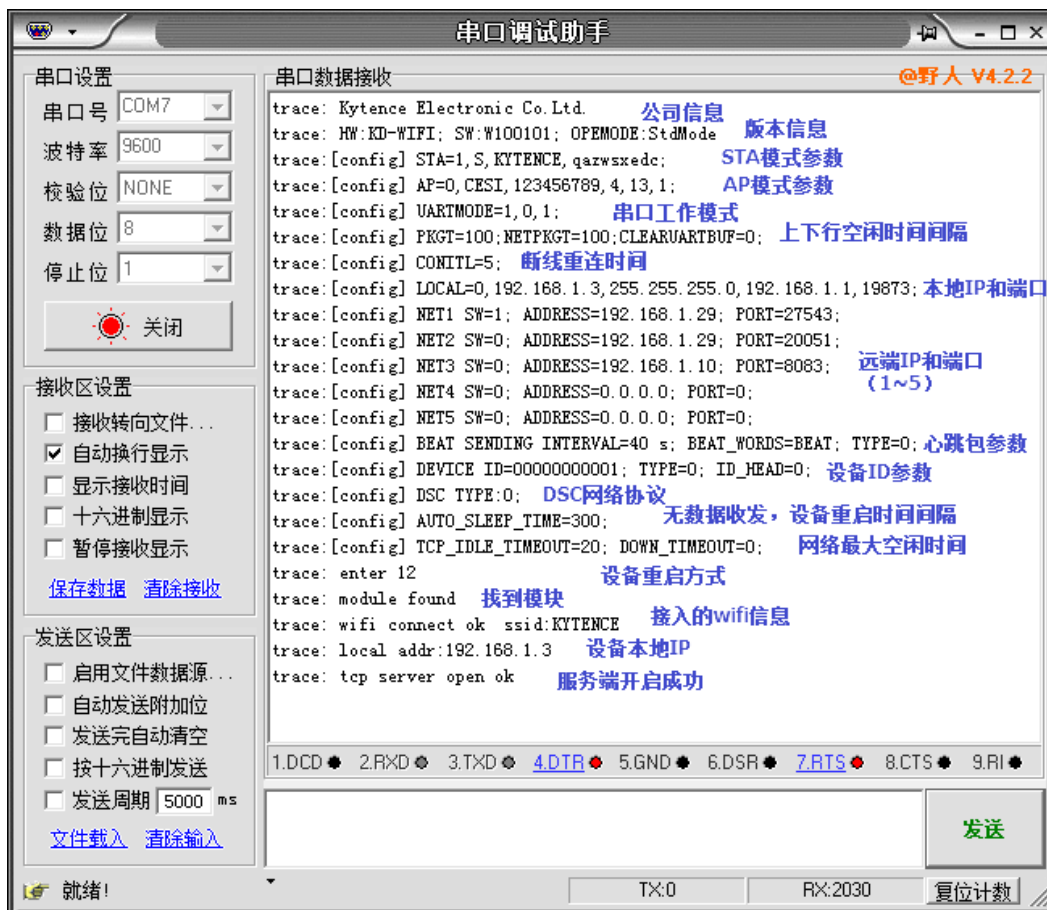 串口调试助手
串口设置
串口号 COM7
波特率 9600
校验位 NONE
数据位 8
停止位 1
关闭
接收区设置
接收转向文件...
自动换行显示
显示接收时间
十六进制显示
暂停接收显示
保存数据 清除接收
发送区设置
启用文件数据源...
自动发送附加位
发送完自动清空
按十六进制发送
发送周期 5000 ms
文件载入 清除输入
串口数据接收 @野人 V4.2.2
trace: Kytence Electronic Co.Ltd. 公司信息
trace: HW:KD-WIFI; SW:W100101; OPEMODE:StdMode 版本信息
trace:[config] STA=1,S,KYTENCE,qazwsxedc; STA模式参数
trace:[config] AP=0,CESI,123456789,4,13,1; AP模式参数
trace:[config] UARTMODE=1,0,1; 串口工作模式
trace:[config] PKGT=100;NETPKGT=100;CLEARUARTBUF=0; 上下行空闲时间间隔
trace:[config] CONITL=5; 断线重连时间
trace:[config] LOCAL=0,192.168.1.3,255.255.255.0,192.168.1.1,19873; 本地IP和端口
trace:[config] NET1 SW=1; ADDRESS=192.168.1.29; PORT=27543;
trace:[config] NET2 SW=0; ADDRESS=192.168.1.29; PORT=20051;
trace:[config] NET3 SW=0; ADDRESS=192.168.1.10; PORT=8083; 远端IP和端口
（1~5）
trace:[config] NET4 SW=0; ADDRESS=0.0.0.0; PORT=0;
trace:[config] NET5 SW=0; ADDRESS=0.0.0.0; PORT=0;
trace:[config] BEAT SENDING INTERVAL=40 s; BEAT_WORDS=BEAT; TYPE=0; 心跳包参数
trace:[config] DEVICE ID=00000000001; TYPE=0; ID_HEAD=0; 设备ID参数
trace:[config] DSC TYPE:0; DSC网络协议
trace:[config] AUTO_SLEEP_TIME=300; 无数据收发，设备重启时间间隔
trace:[config] TCP_IDLE_TIMEOUT=20; DOWN_TIMEOUT=0; 网络最大空闲时间
trace: enter 12 设备重启方式
trace: module found 找到模块
trace: wifi connect ok ssid:KYTENCE 接入的wifi信息
trace: local addr:192.168.1.3 设备本地IP
trace: tcp server open ok 服务端开启成功
1.DCD 2.RXD 3.TXD 4.DTR 5.GND 6.DSR 7.RTS 8.CTS 9.RI
发送
就绪! TX:0 RX:2030 复位计数